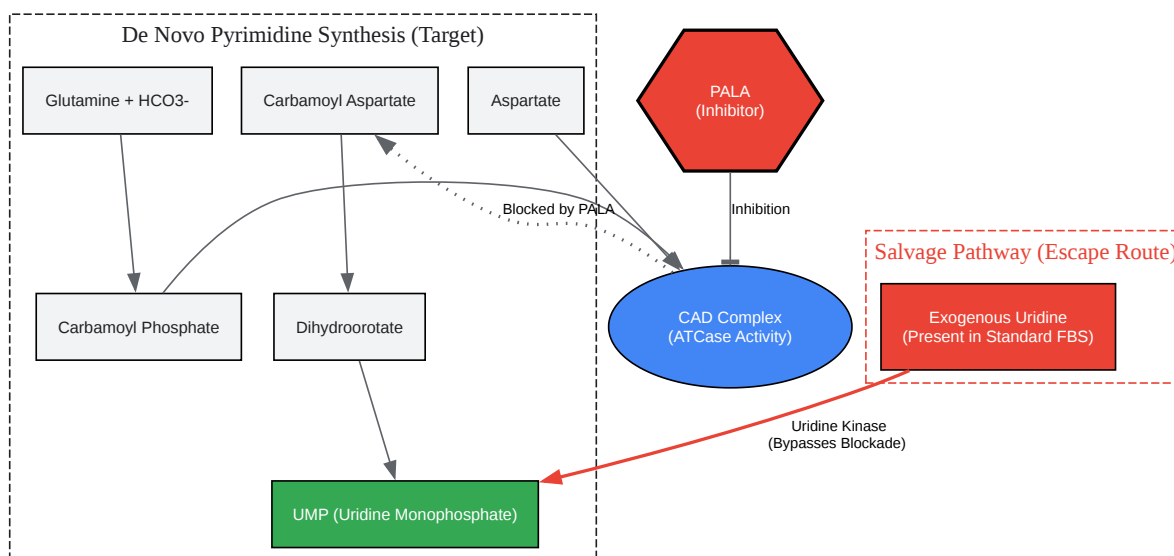 De Novo Pyrimidine Synthesis (Target)
Glutamine + HCO3-
Carbamoyl Aspartate
Aspartate
PALA
(Inhibitor)
Blocked by PALA
Inhibition
Salvage Pathway (Escape Route)
Carbamoyl Phosphate
Dihydroorotate
CAD Complex
(ATCase Activity)
Exogenous Uridine
(Present in Standard FBS)
Uridine Kinase
(Bypasses Blockade)
UMP (Uridine Monophosphate)